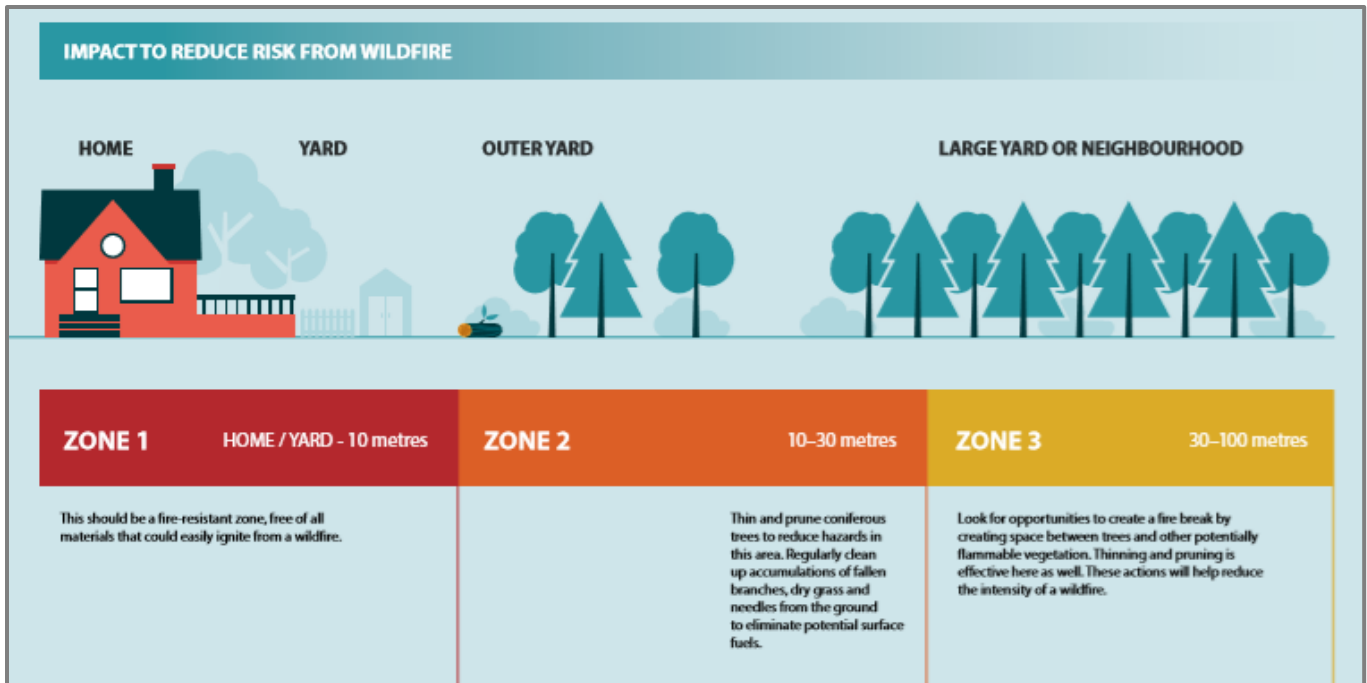 IMPACT TO REDUCE RISK FROM WILDFIRE
HOME
YARD
OUTER YARD
LARGE YARD OR NEIGHBOURHOOD
ZONE 1
HOME / YARD - 10 metres
ZONE 2
10–30 metres
ZONE 3
30–100 metres
This should be a fire-resistant zone, free of all
materials that could easily ignite from a wildfire.
Thin and prune coniferous
trees to reduce hazards in
this area. Regularly clean
up accumulations of fallen
branches, dry grass and
needles from the ground
to eliminate potential surface
fuels.
Look for opportunities to create a fire break by
creating space between trees and other potentially
flammable vegetation. Thinning and pruning is
effective here as well. These actions will help reduce
the intensity of a wildfire.